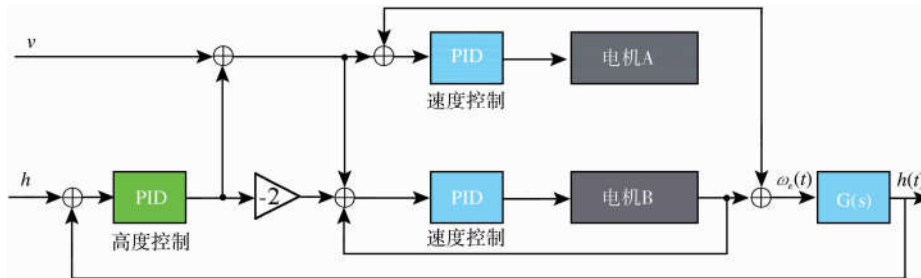 v
PID
电机A
速度控制
h
PID
高度控制
-2
PID
速度控制
电机B
ωe(t)
G(s)
h(t)